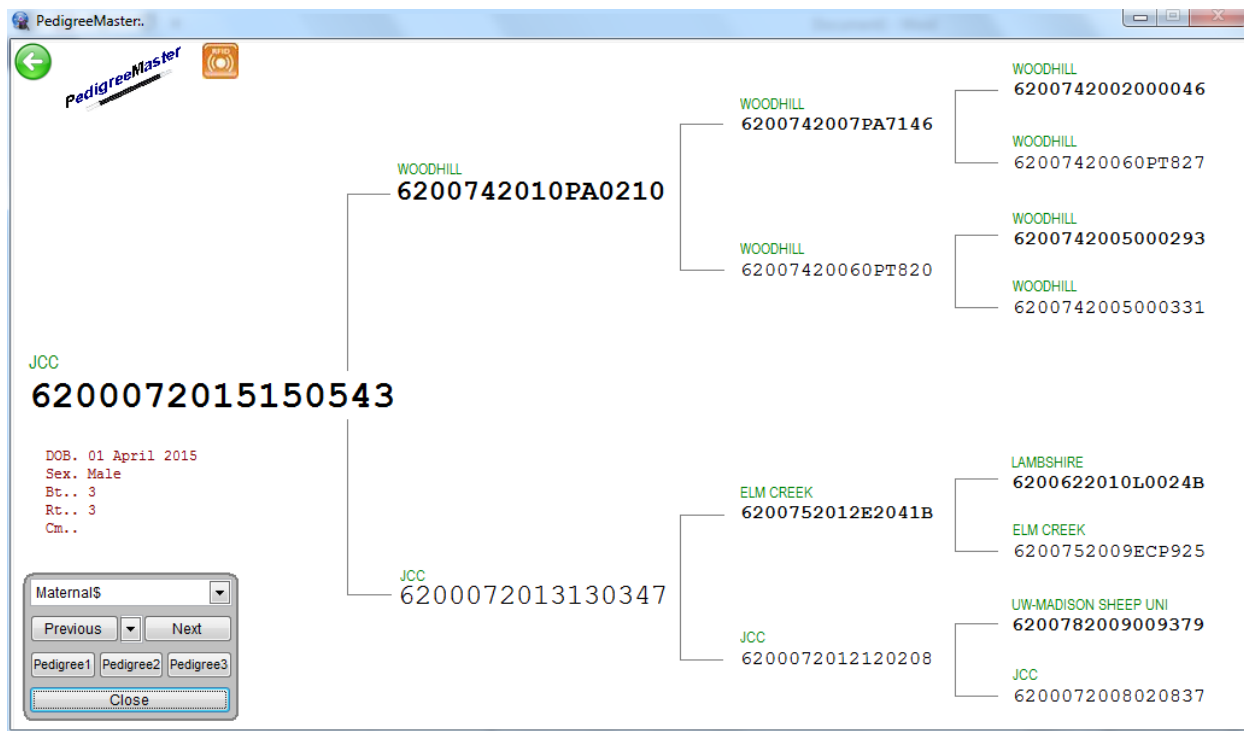 PedigreeMaster:.
PedigreeMaster
RFID
WOODHILL
6200742002000046
WOODHILL
6200742007PA7146
WOODHILL
62007420060PT827
WOODHILL
6200742010PA0210
WOODHILL
6200742005000293
WOODHILL
62007420060PT820
WOODHILL
6200742005000331
JCC
6200072015150543
DOB. 01 April 2015
Sex. Male
Bt.. 3
Rt.. 3
Cm..
LAMBSHIRE
6200622010L0024B
ELM CREEK
6200752012E2041B
ELM CREEK
6200752009ECP925
JCC
6200072013130347
UW-MADISON SHEEP UNI
6200782009009379
JCC
6200072012120208
JCC
6200072008020837
Maternal$
Previous Next
Pedigree1 Pedigree2 Pedigree3
Close